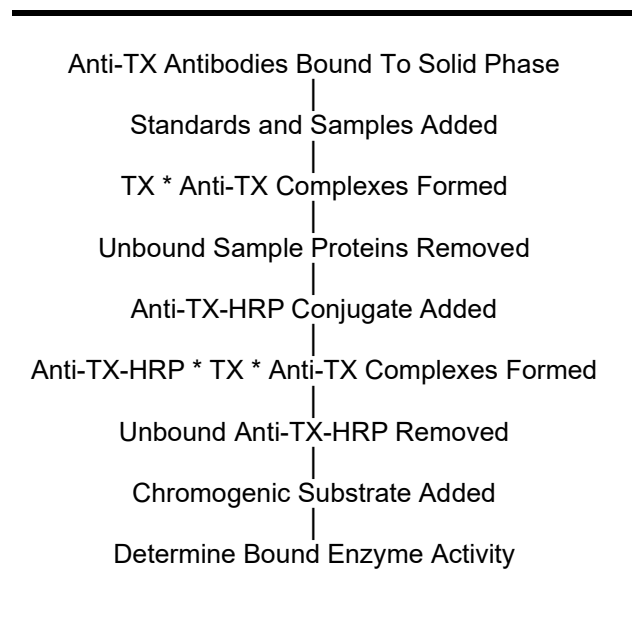 Anti-TX Antibodies Bound To Solid Phase
Standards and Samples Added
TX * Anti-TX Complexes Formed
Unbound Sample Proteins Removed
Anti-TX-HRP Conjugate Added
Anti-TX-HRP * TX * Anti-TX Complexes Formed
Unbound Anti-TX-HRP Removed
Chromogenic Substrate Added
Determine Bound Enzyme Activity